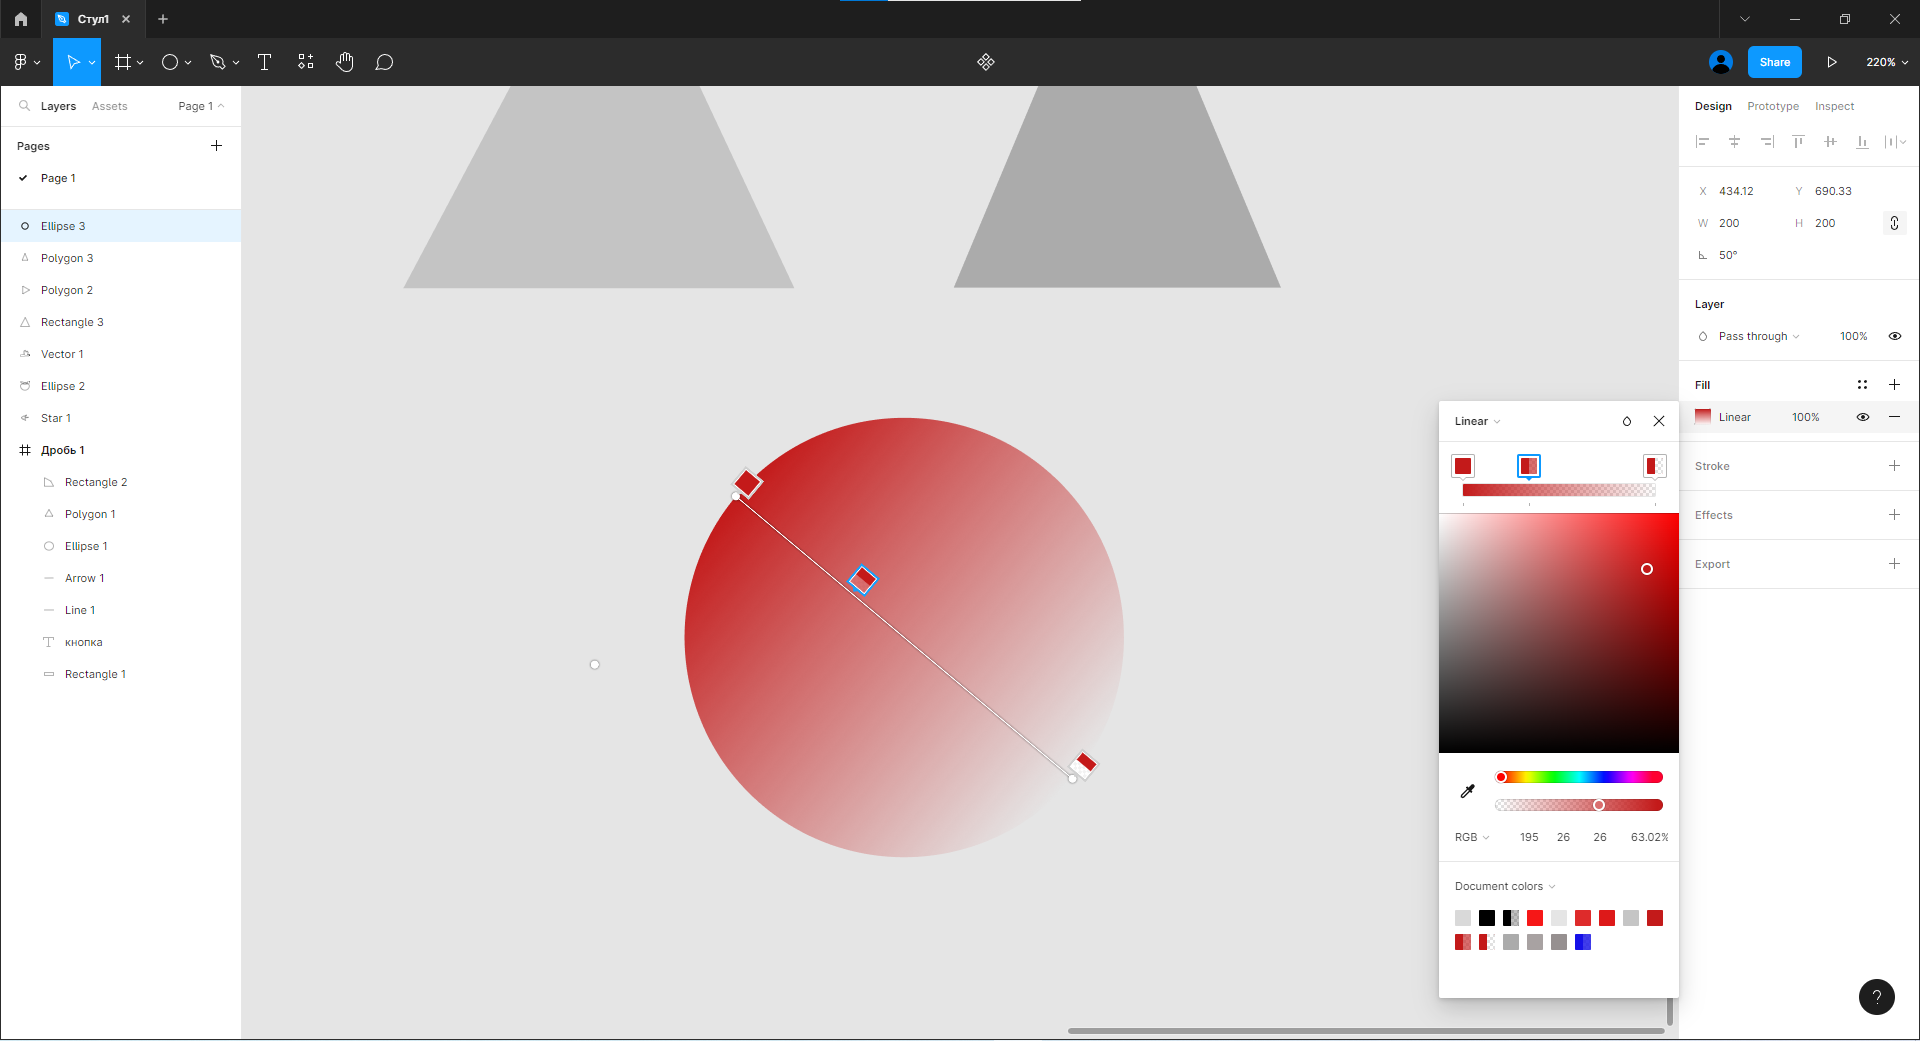 Стул1
Share
220%
Layers Assets Page 1
Pages
Page 1
Ellipse 3
Polygon 3
Polygon 2
Rectangle 3
Vector 1
Ellipse 2
Star 1
Дробь 1
Rectangle 2
Polygon 1
Ellipse 1
Arrow 1
Line 1
кнопка
Rectangle 1
Design Prototype Inspect
X 434.12 Y 690.33
W 200 H 200
50°
Layer
Pass through 100%
Fill
Linear 100%
Stroke
Effects
Export
Linear
RGB 195 26 26 63.02%
Document colors
?